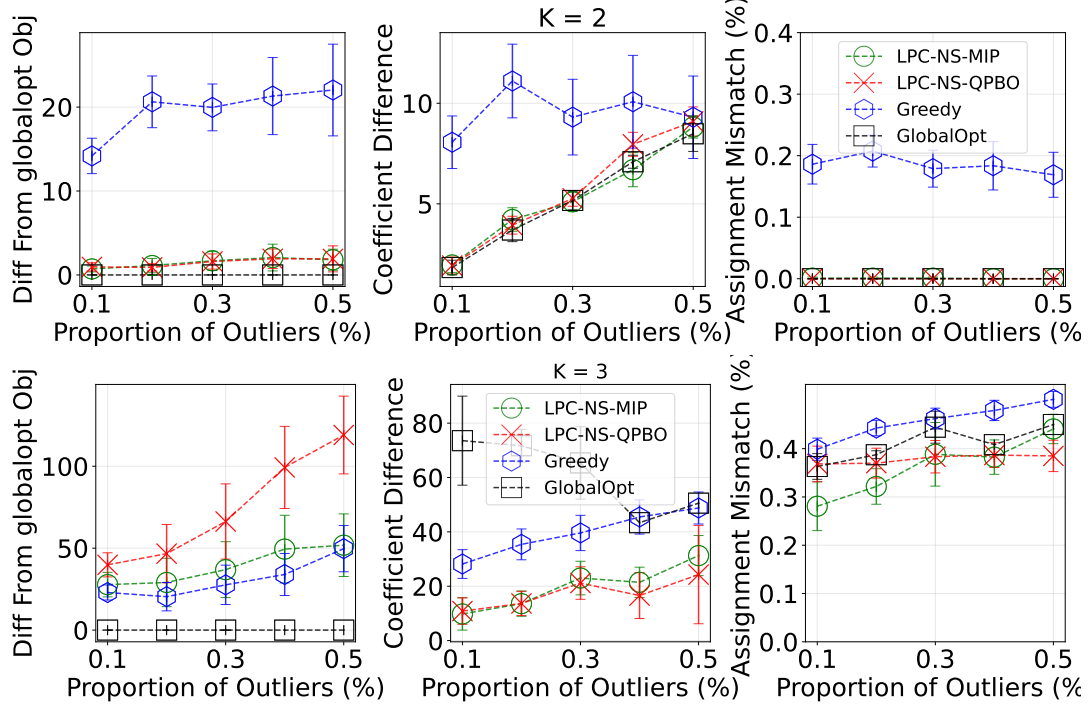 K = 2
Diff From globalopt Obj
20
10
0
0.1
0.3
0.5
Proportion of Outliers (%)
Coefficient Difference
10
5
0.1
0.3
0.5
Proportion of Outliers (%)
Assignment Mismatch (%)
0.4
0.3
0.2
0.1
0.0
LPC-NS-MIP
LPC-NS-QPBO
Greedy
GlobalOpt
0.1
0.3
0.5
Proportion of Outliers (%)
K = 3
Diff From globalopt Obj
100
50
0
0.1
0.3
0.5
Proportion of Outliers (%)
Coefficient Difference
80
60
40
20
0
LPC-NS-MIP
LPC-NS-QPBO
Greedy
GlobalOpt
0.1
0.3
0.5
Proportion of Outliers (%)
Assignment Mismatch (%)
0.4
0.3
0.2
0.0
0.1
0.3
0.5
Proportion of Outliers (%)